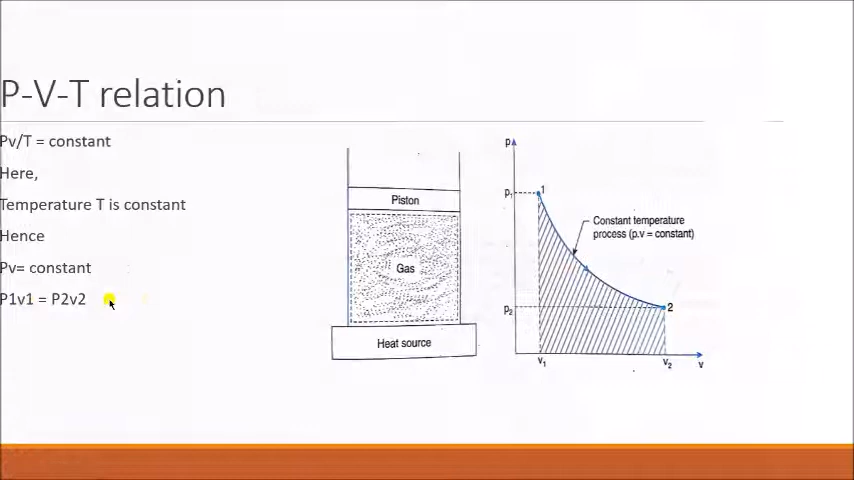 P-V-T relation
Pv/T = constant
Here,
Temperature T is constant
Hence
Pv= constant
P1v1 = P2v2
Piston
Gas
Heat source
p
p1
1
Constant temperature
process (p.v = constant)
p2
2
v1
v2
v